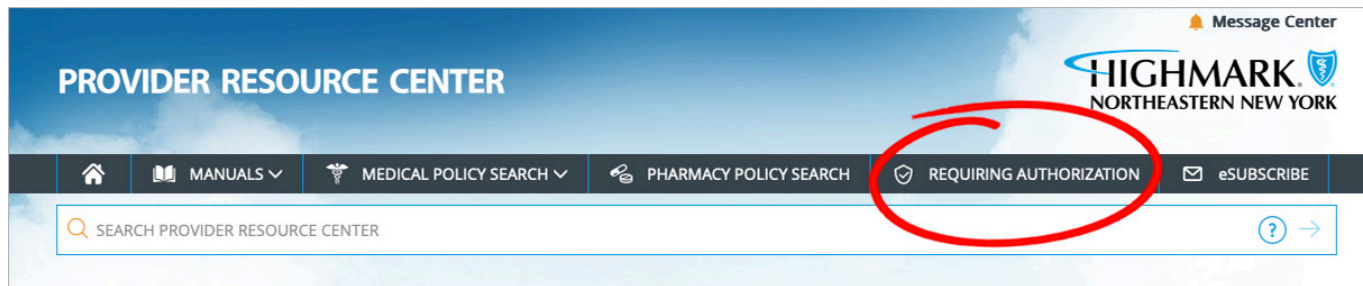 Message Center
PROVIDER RESOURCE CENTER
HIGHMARK
NORTHEASTERN NEW YORK
MANUALS MEDICAL POLICY SEARCH PHARMACY POLICY SEARCH REQUIRING AUTHORIZATION eSUBSCRIBE
SEARCH PROVIDER RESOURCE CENTER ?